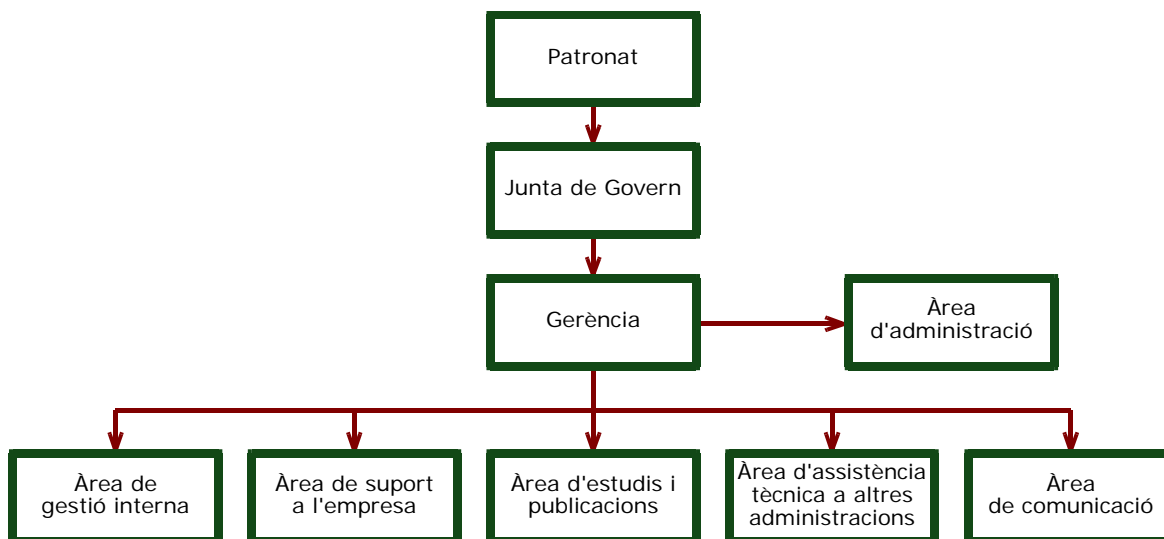 Patronat
Junta de Govern
Gerència
Àrea
d'administració
Àrea de
gestió interna
Àrea de suport
a l'empresa
Àrea d'estudis i
publicacions
Àrea d'assistència
tècnica a altres
administracions
Àrea
de comunicació